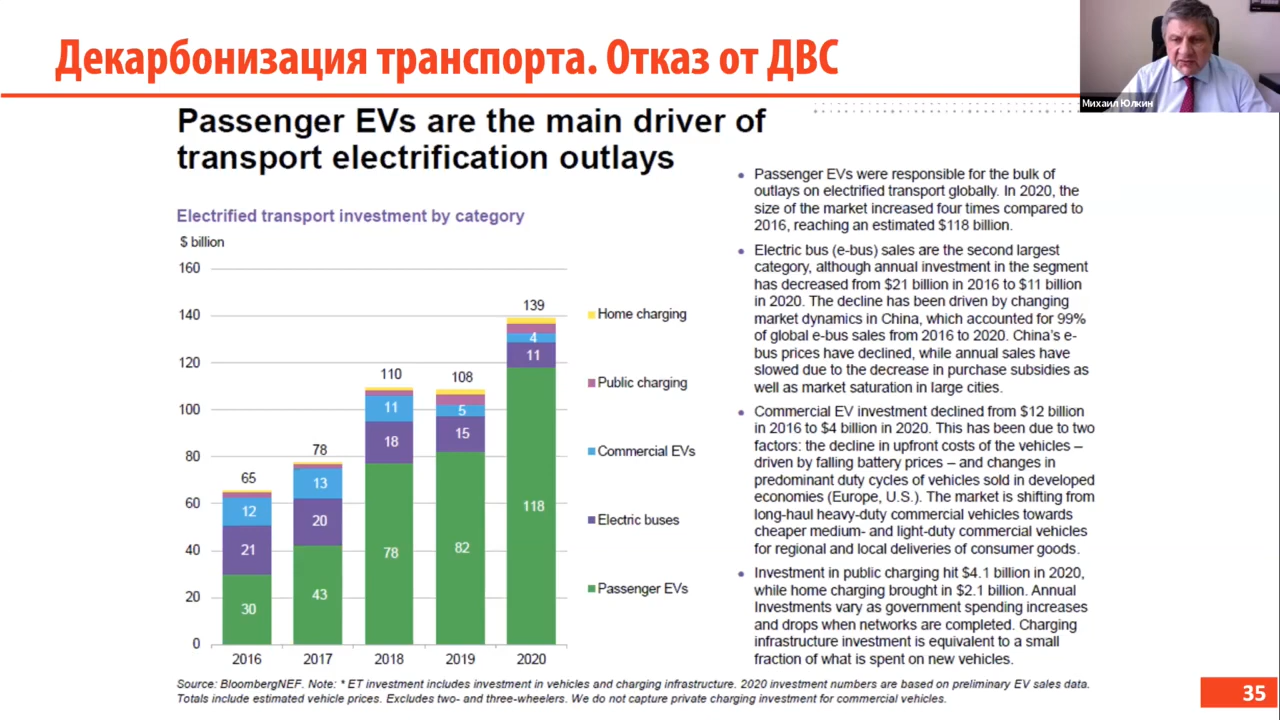 Декарбонизация транспорта. Отказ от ДВС
Михаил Юлкин
Passenger EVs are the main driver of
transport electrification outlays
Electrified transport investment by category
$ billion
160
140
120
100
80
60
40
20
0
65
12
21
30
2016
78
13
20
43
2017
110
11
18
78
2018
108
5
15
82
2019
139
4
11
118
2020
Home charging
Public charging
Commercial EVs
Electric buses
Passenger EVs
• Passenger EVs were responsible for the bulk of
outlays on electrified transport globally. In 2020, the
size of the market increased four times compared to
2016, reaching an estimated $118 billion.
• Electric bus (e-bus) sales are the second largest
category, although annual investment in the segment
has decreased from $21 billion in 2016 to $11 billion
in 2020. The decline has been driven by changing
market dynamics in China, which accounted for 99%
of global e-bus sales from 2016 to 2020. China's e-
bus prices have declined, while annual sales have
slowed due to the decrease in purchase subsidies as
well as market saturation in large cities.
• Commercial EV investment declined from $12 billion
in 2016 to $4 billion in 2020. This has been due to two
factors: the decline in upfront costs of the vehicles –
driven by falling battery prices – and changes in
predominant duty cycles of vehicles sold in developed
economies (Europe, U.S.). The market is shifting from
long-haul heavy-duty commercial vehicles towards
cheaper medium- and light-duty commercial vehicles
for regional and local deliveries of consumer goods.
• Investment in public charging hit $4.1 billion in 2020,
while home charging brought in $2.1 billion. Annual
Investments vary as government spending increases
and drops when networks are completed. Charging
infrastructure investment is equivalent to a small
fraction of what is spent on new vehicles.
Source: BloombergNEF. Note: * ET investment includes investment in vehicles and charging infrastructure. 2020 investment numbers are based on preliminary EV sales data.
Totals include estimated vehicle prices. Excludes two- and three-wheelers. We do not capture private charging investment for commercial vehicles.
35